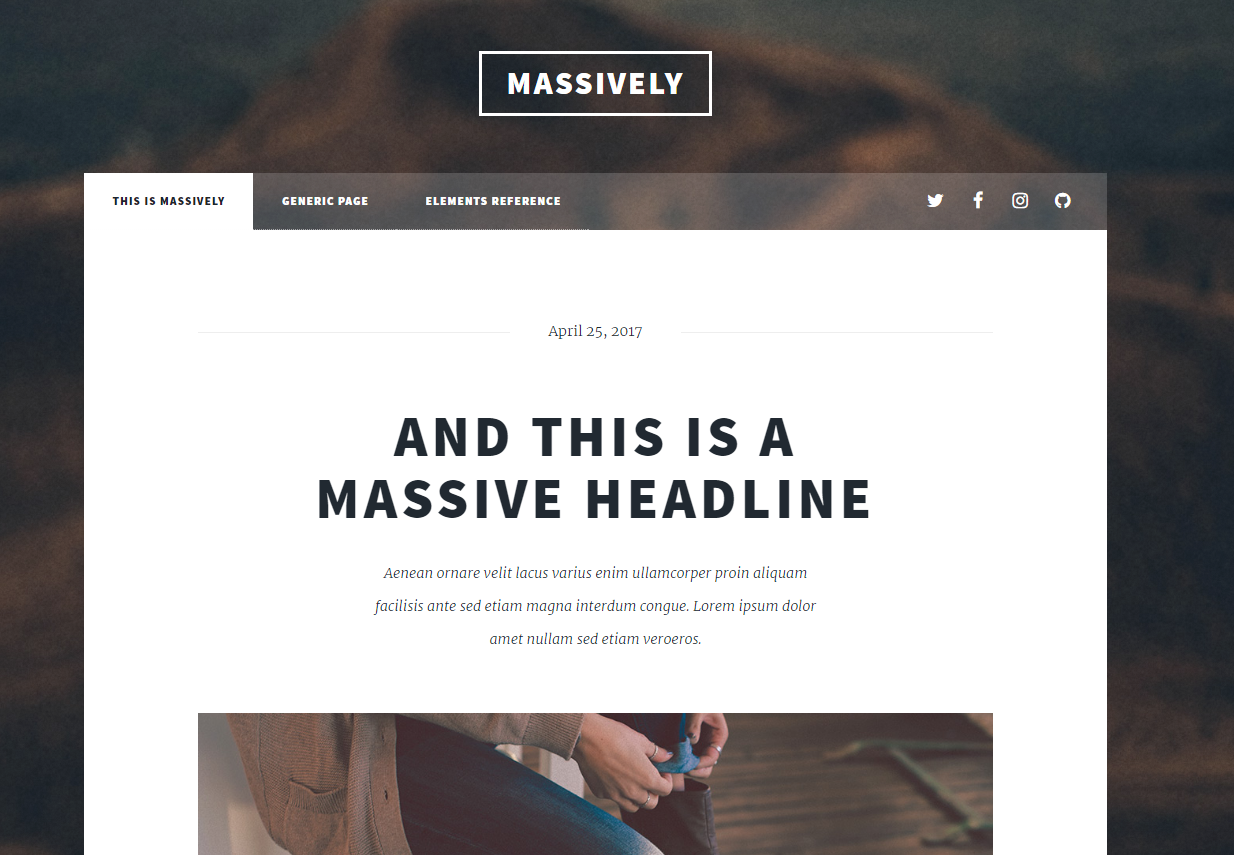 MASSIVELY
THIS IS MASSIVELY
GENERIC PAGE
ELEMENTS REFERENCE
April 25, 2017
AND THIS IS A
MASSIVE HEADLINE
Aenean ornare velit lacus varius enim ullamcorper proin aliquam
facilisis ante sed etiam magna interdum congue. Lorem ipsum dolor
amet nullam sed etiam veroeros.